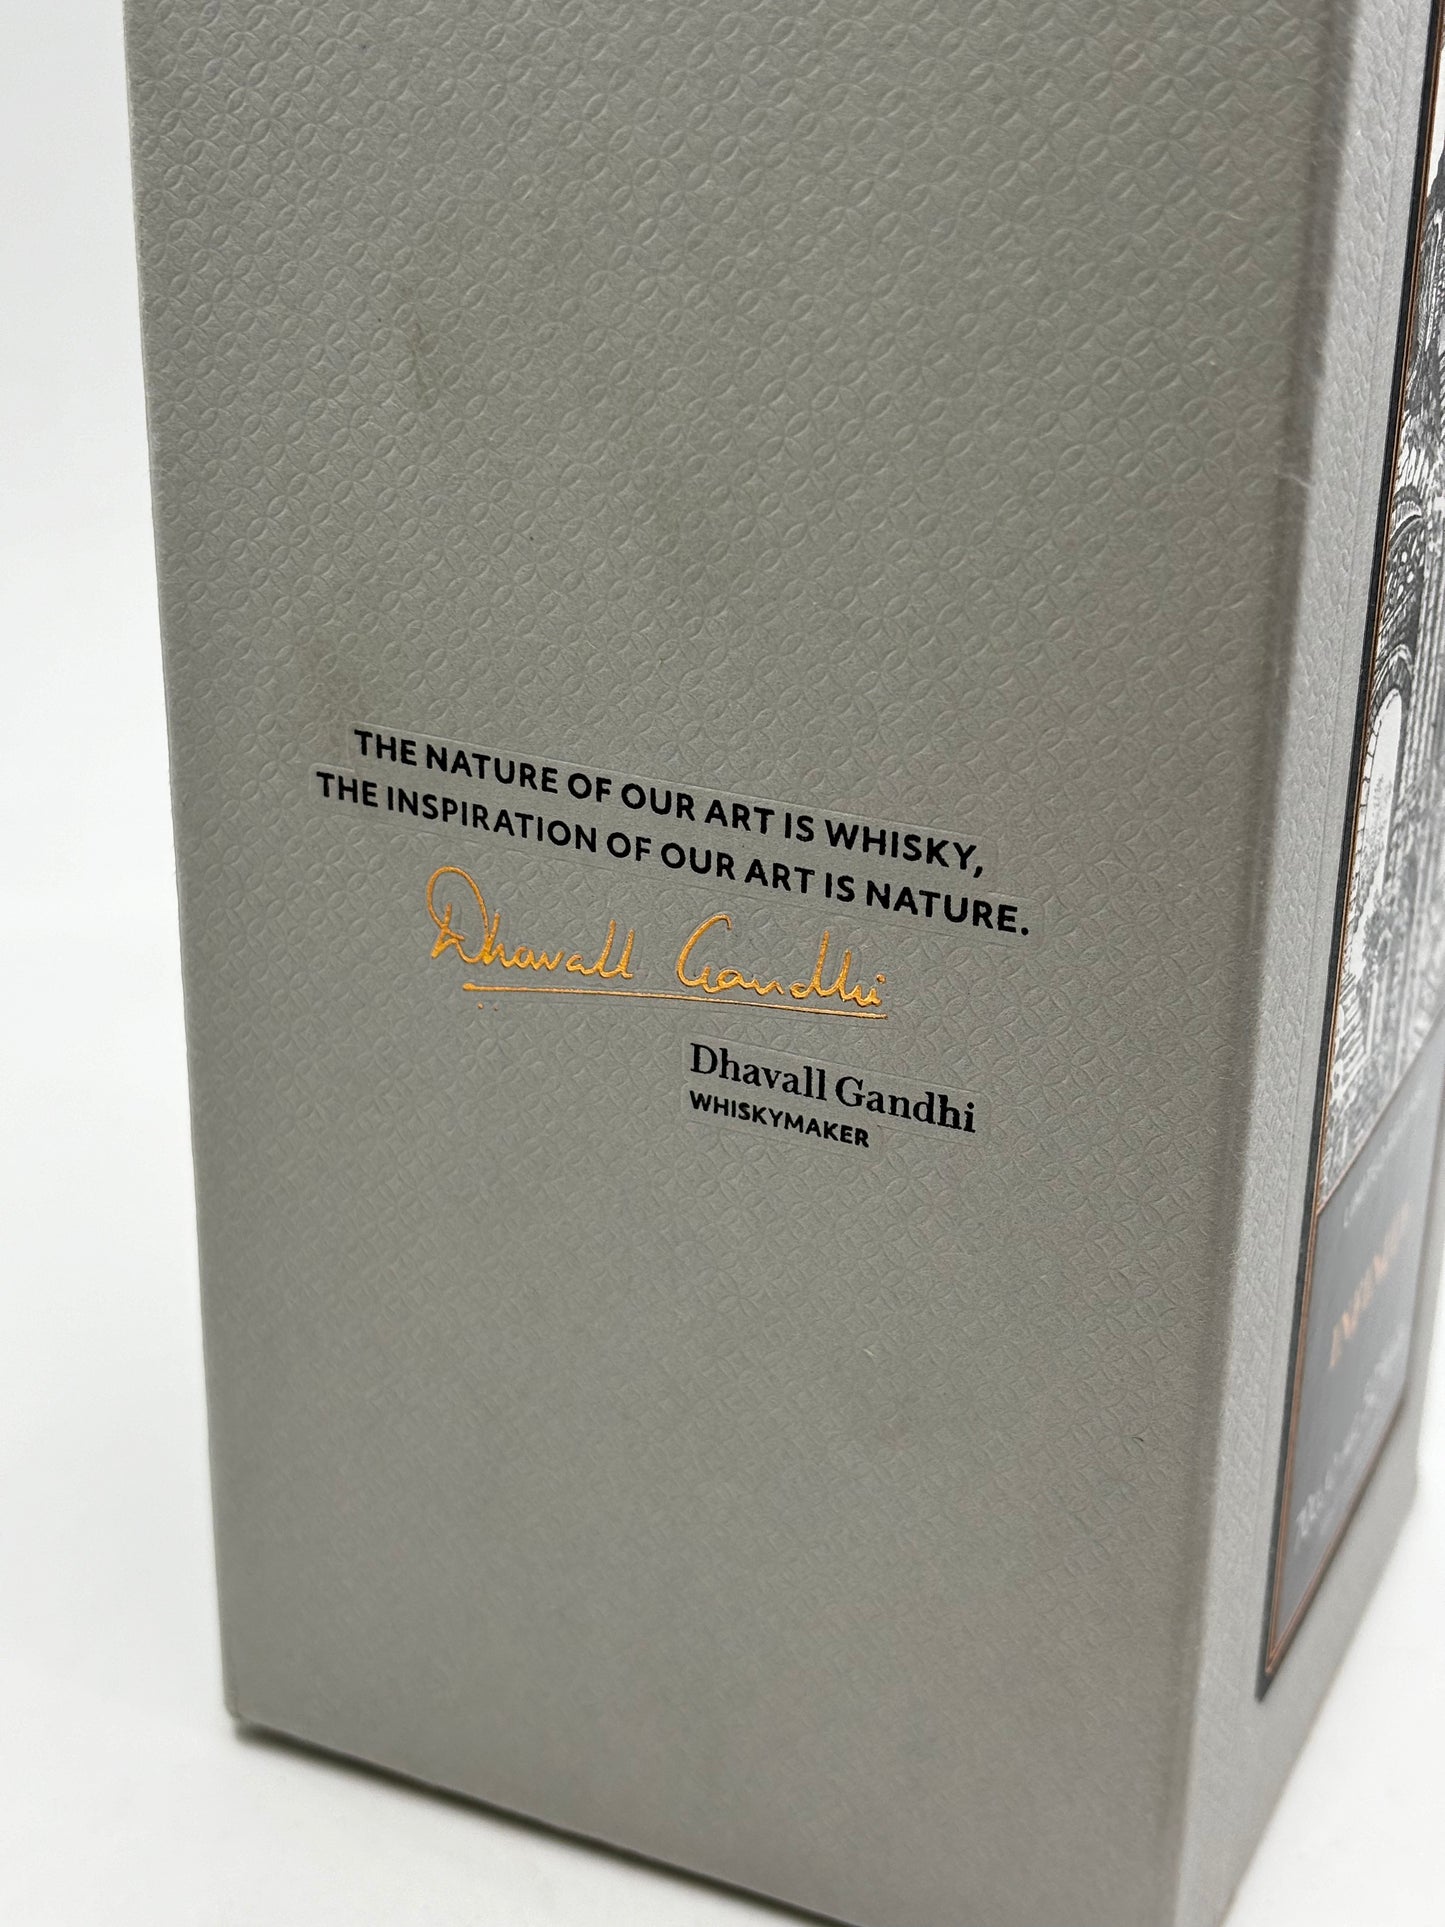 THE NATURE OF OUR ART IS WHISKY,
THE INSPIRATION OF OUR ART IS NATURE.
Dhavall Gandhi
Dhavall Gandhi
WHISKYMAKER